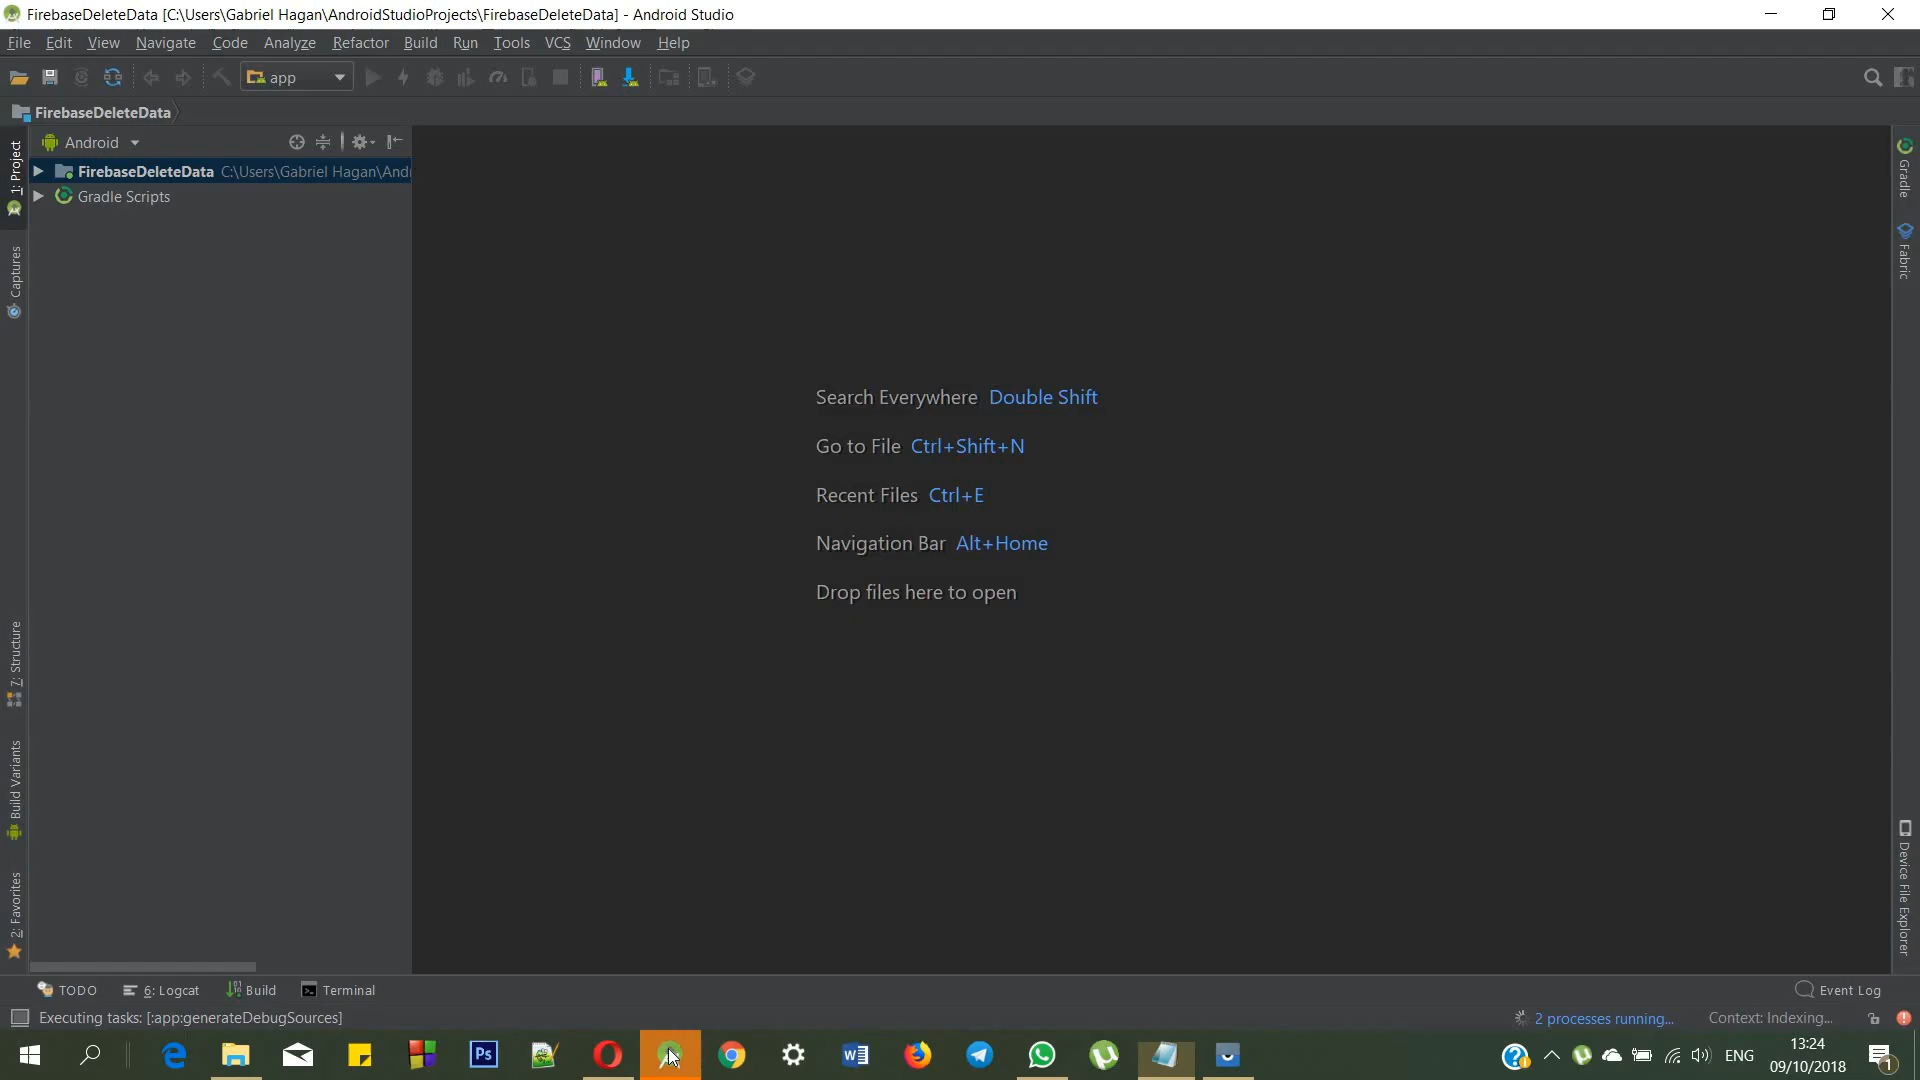 FirebaseDeleteData [C:\Users\Gabriel Hagan\AndroidStudioProjects\FirebaseDeleteData] - Android Studio
File Edit View Navigate Code Analyze Refactor Build Run Tools VCS Window Help
app
FirebaseDeleteData
Android
FirebaseDeleteData C:\Users\Gabriel Hagan\And
Gradle Scripts
1: Project
Captures
7: Structure
Build Variants
2: Favorites
Search Everywhere Double Shift
Go to File Ctrl+Shift+N
Recent Files Ctrl+E
Navigation Bar Alt+Home
Drop files here to open
Gradle
Fabric
Device File Explorer
TODO 6: Logcat Build Terminal Event Log
Executing tasks: [:app:generateDebugSources] 2 processes running... Context: Indexing...
Ps
ENG
13:24
09/10/2018
1